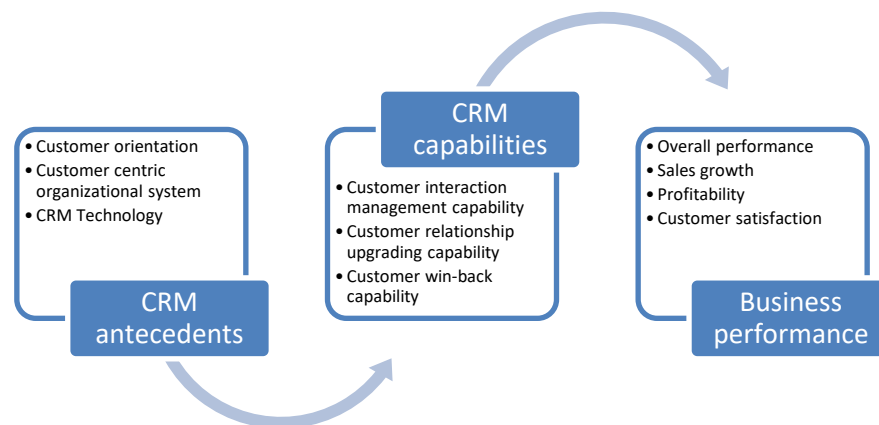 • Customer orientation
• Customer centric
organizational system
• CRM Technology
CRM
antecedents
CRM
capabilities
• Customer interaction
management capability
• Customer relationship
upgrading capability
• Customer win-back
capability
• Overall performance
• Sales growth
• Profitability
• Customer satisfaction
Business
performance